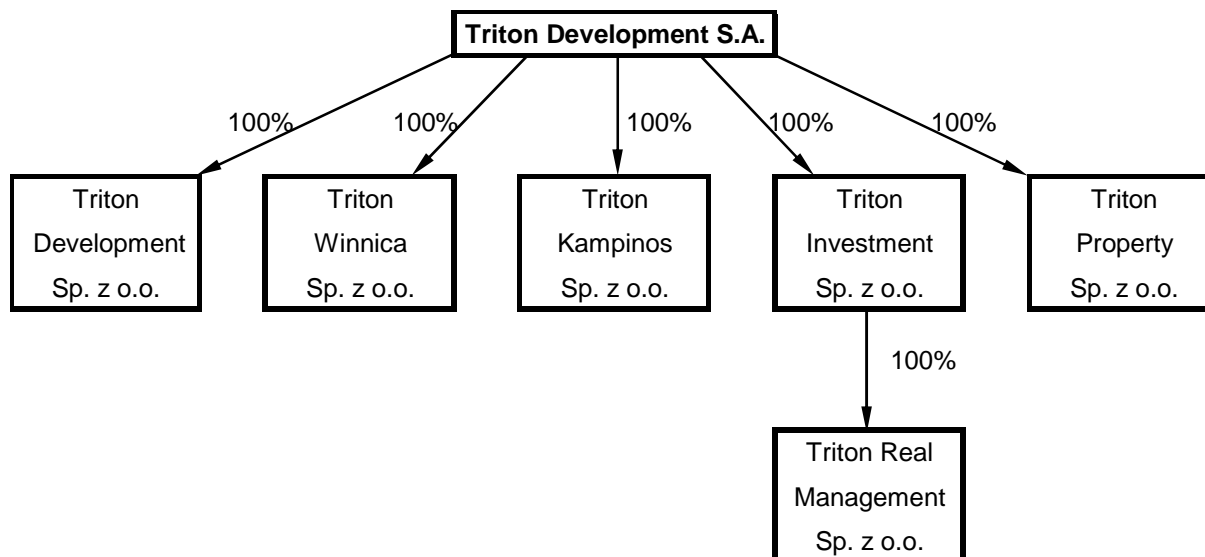 Triton Development S.A.
100%
100%
100%
100%
100%
Triton
Development
Sp. z o.o.
Triton
Winnica
Sp. z o.o.
Triton
Kampinos
Sp. z o.o.
Triton
Investment
Sp. z o.o.
Triton
Property
Sp. z o.o.
100%
Triton Real
Management
Sp. z o.o.